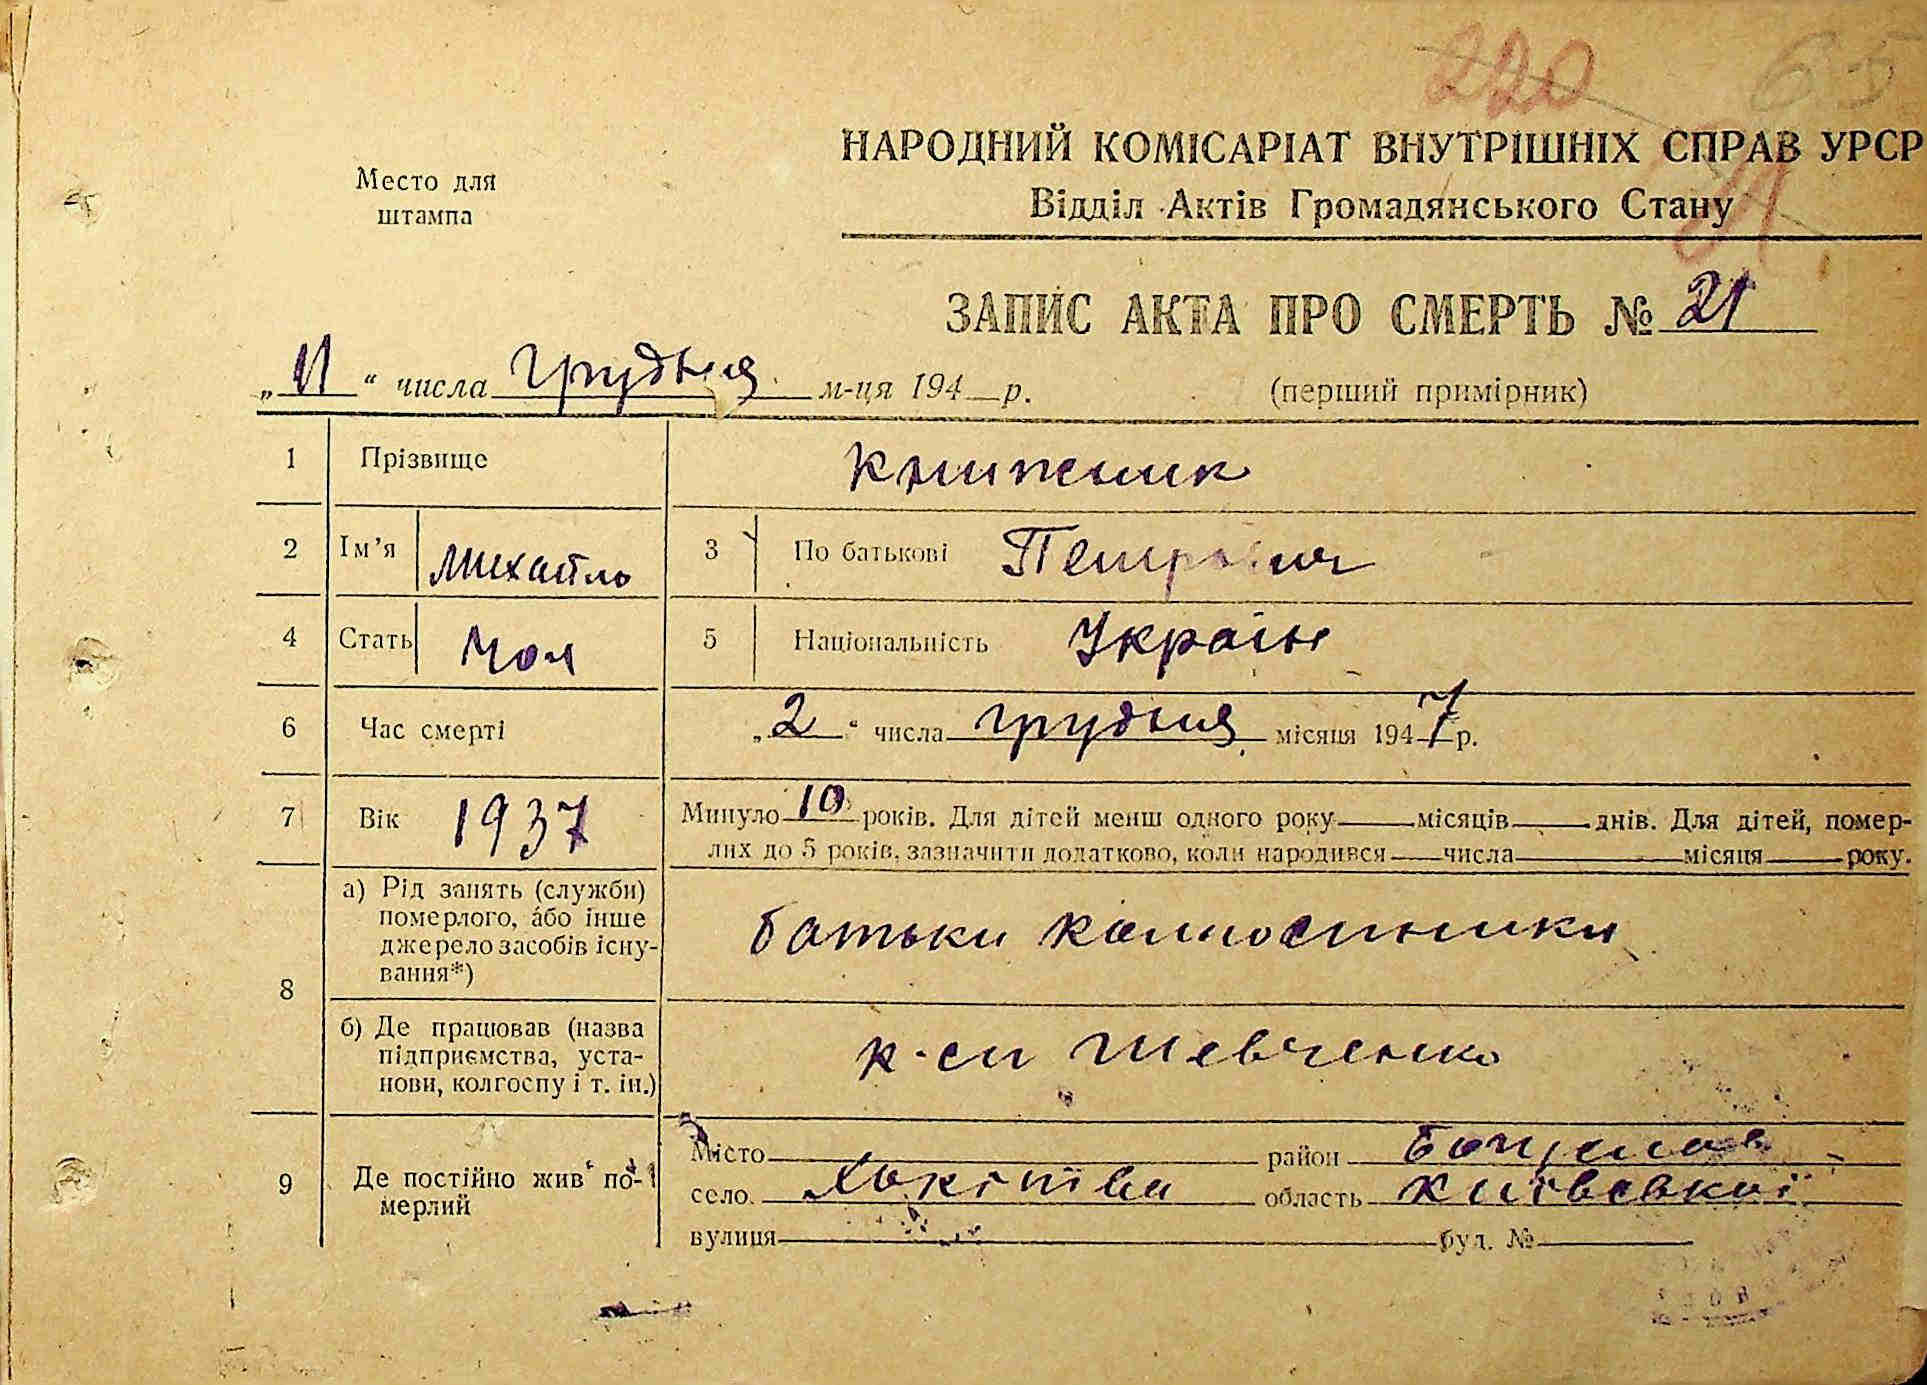 220 65
Место для
штампа
НАРОДНИЙ КОМІСАРІАТ ВНУТРІШНІХ СПРАВ УРСР
Відділ Актів Громадянського Стану
ЗАПИС АКТА ПРО СМЕРТЬ № 21
„11“ числа грудня м-ця 194 р. (перший примірник)
1 Прізвище Книжник
2 Ім'я Михайло 3 По батькові Петрович
4 Стать Чол 5 Національність Україн
6 Час смерті „2“ числа грудня місяця 1947 р.
7 Вік 1937 Минуло 10 років. Для дітей менш одного року місяців днів. Для дітей, помер-
лих до 5 років, зазначити додатково, коли народився числа місяця року.
8 а) Рід занять (служби)
померлого, або інше
джерело засобів існу-
вання*) батьки колгоспники
б) Де працював (назва
підприємства, уста-
нови, колгоспу і т. ін.) к-сп Шевченко
9 Де постійно жив по-
мерлий
Місто район
село область Київської
вулиця буд. №